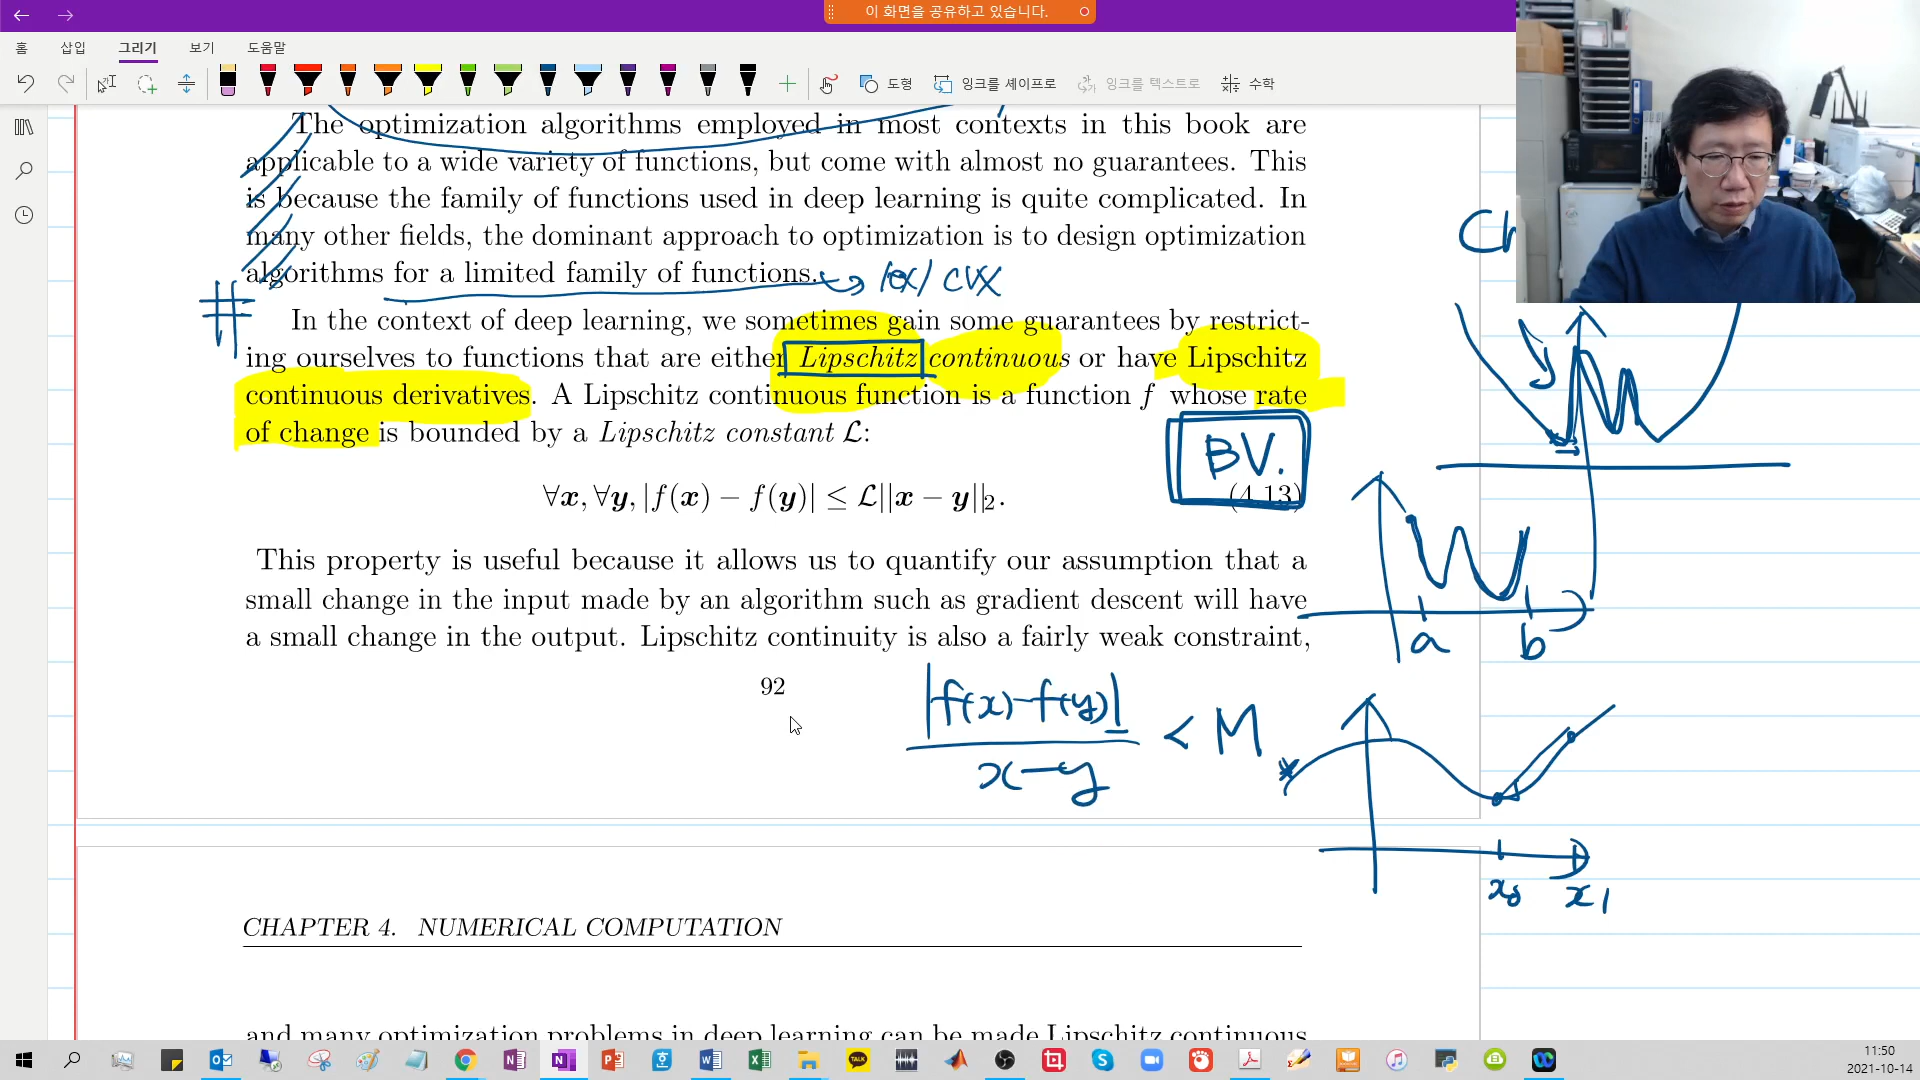 이 화면을 공유하고 있습니다.
홈 삽입 그리기 보기 도움말
도형 잉크를 셰이프로 잉크를 텍스트로 수학
The optimization algorithms employed in most contexts in this book are
applicable to a wide variety of functions, but come with almost no guarantees. This
is because the family of functions used in deep learning is quite complicated. In
many other fields, the dominant approach to optimization is to design optimization
algorithms for a limited family of functions.
CVX
#
In the context of deep learning, we sometimes gain some guarantees by restrict-
ing ourselves to functions that are either Lipschitz continuous or have Lipschitz
continuous derivatives. A Lipschitz continuous function is a function f whose rate
of change is bounded by a Lipschitz constant ℒ:
BV.
∀x, ∀y, |f(x) − f(y)| ≤ ℒ||x − y||₂. (4.13)
This property is useful because it allows us to quantify our assumption that a
small change in the input made by an algorithm such as gradient descent will have
a small change in the output. Lipschitz continuity is also a fairly weak constraint,
a b
92
|f(x)-f(y)|
x-y
< M
x₀ x₁
CHAPTER 4. NUMERICAL COMPUTATION
and many optimization problems in deep learning can be made Lipschitz continuous
TALK
11:50
2021-10-14